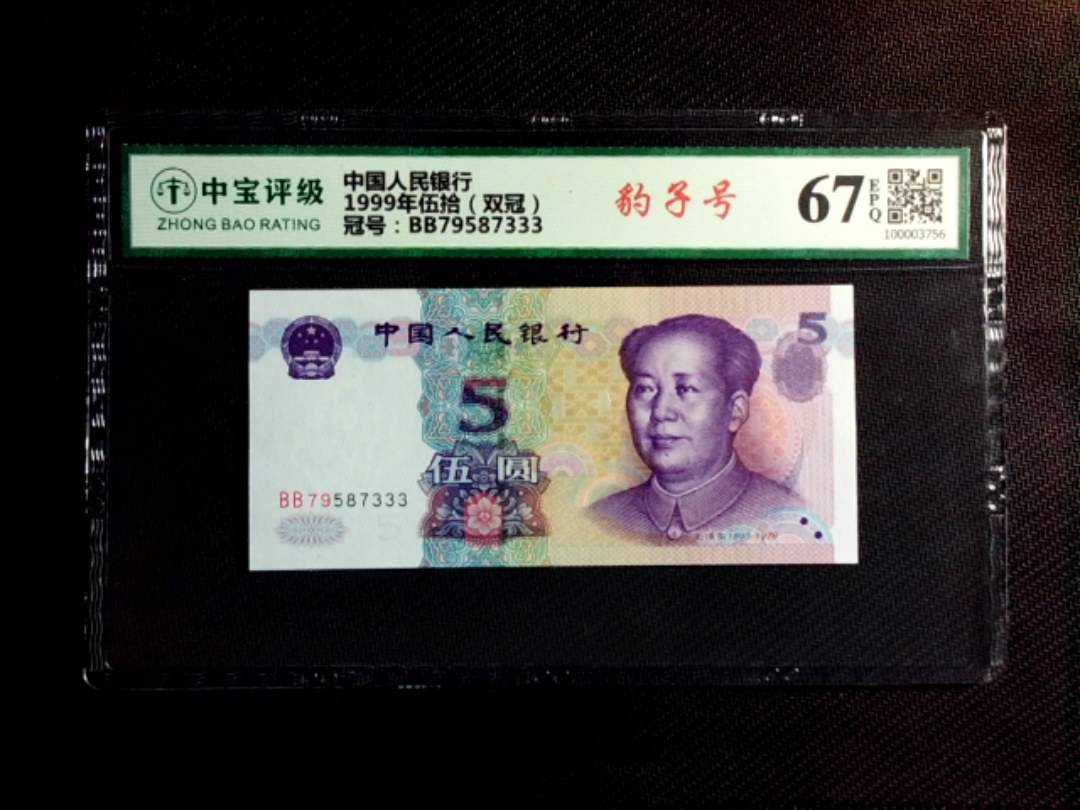 中宝评级
ZHONG BAO RATING
中国人民银行
1999年伍拾(双冠)
冠号:BB79587333
豹子号
67
EPQ
100003756
中国人民银行
5
5
伍圆
BB79587333